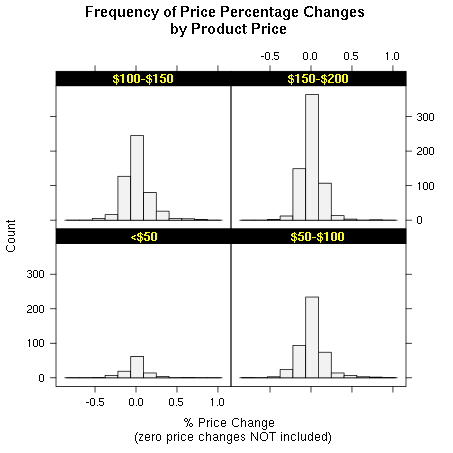 Frequency of Price Percentage Changes
by Product Price
-0.5 0.0 0.5 1.0
$100-$150 $150-$200
300
200
100
0
Count
<$50 $50-$100
300
200
100
0
-0.5 0.0 0.5 1.0
% Price Change
(zero price changes NOT included)